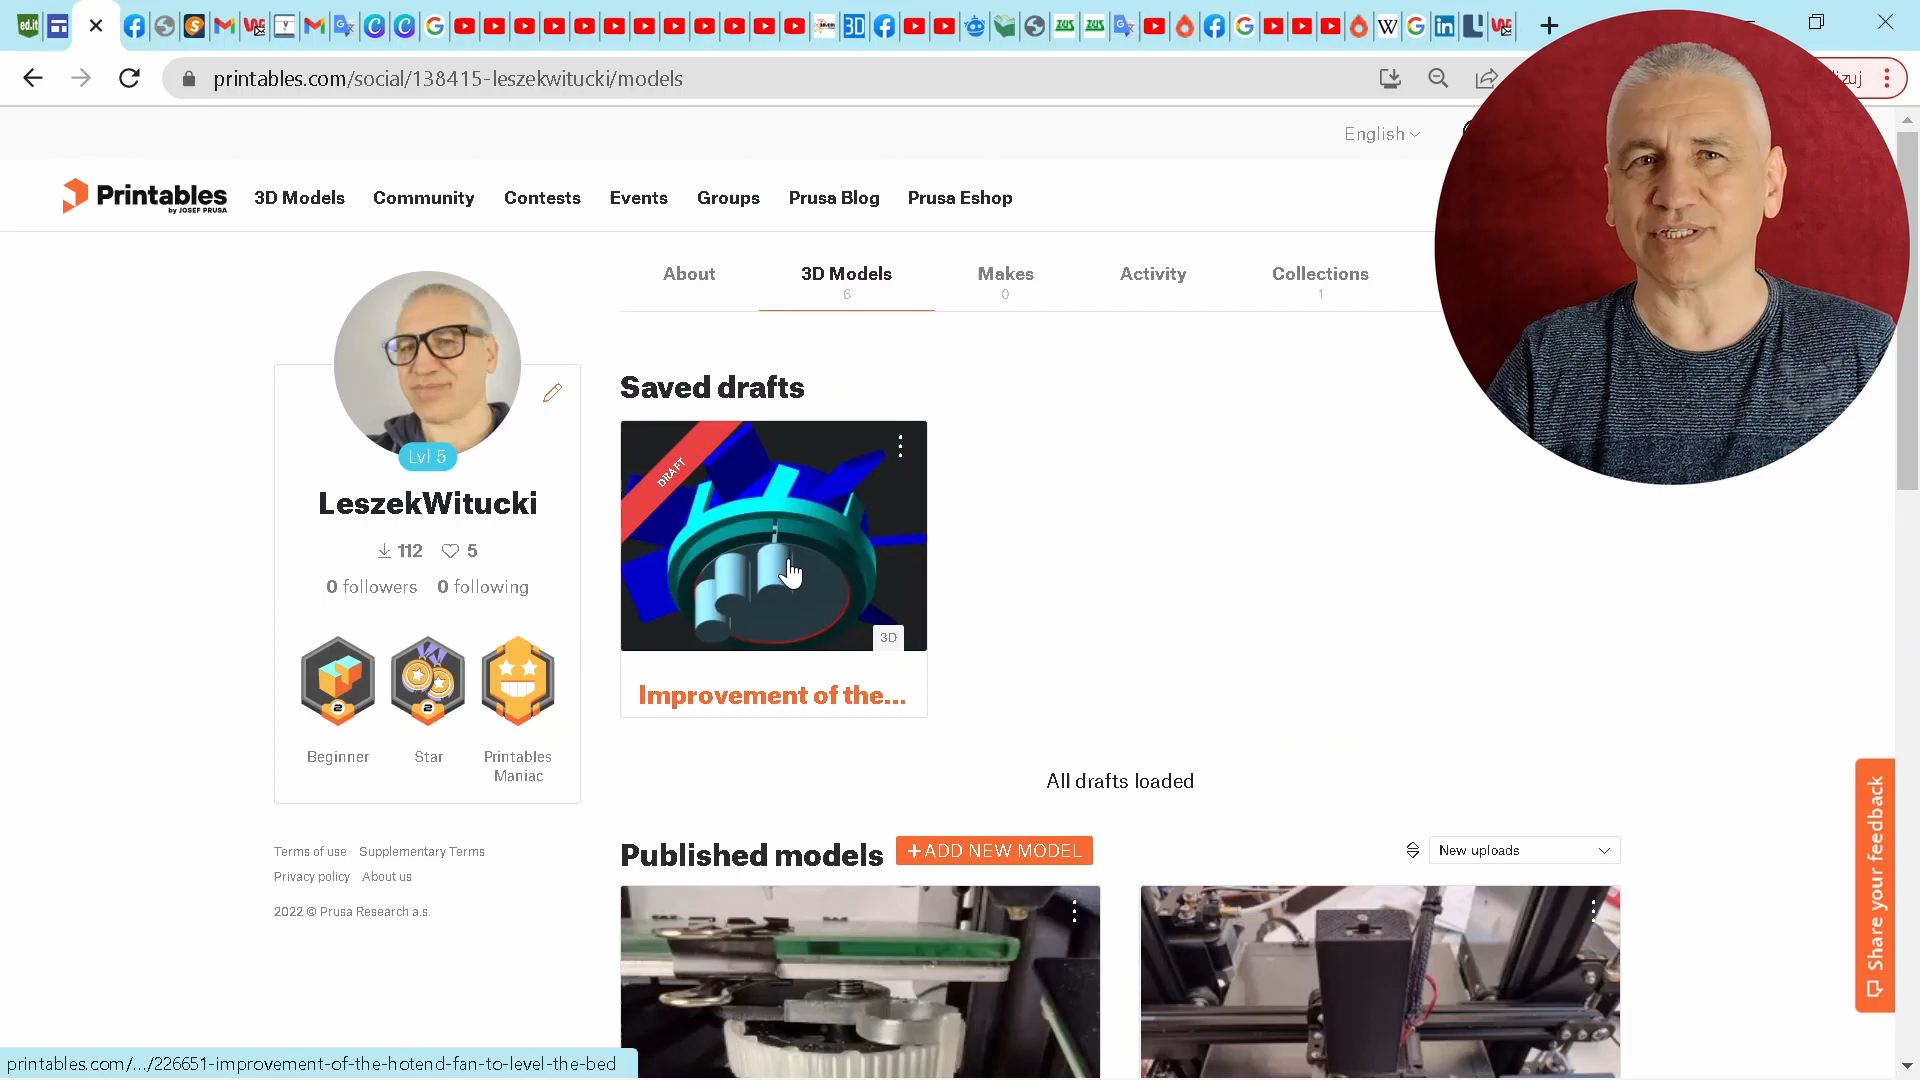 printables.com/social/138415-leszekwitucki/models
English
Printables
by JOSEF PRUSA
3D Models
Community
Contests
Events
Groups
Prusa Blog
Prusa Eshop
About
3D Models
6
Makes
0
Activity
Collections
1
Lvl 5
LeszekWitucki
112
5
0 followers
0 following
2
Beginner
2
Star
Printables
Maniac
Terms of use
Supplementary Terms
Privacy policy
About us
2022 © Prusa Research a.s.
Saved drafts
DRAFT
3D
Improvement of the...
All drafts loaded
Published models
+ADD NEW MODEL
New uploads
Share your feedback
printables.com/.../226651-improvement-of-the-hotend-fan-to-level-the-bed